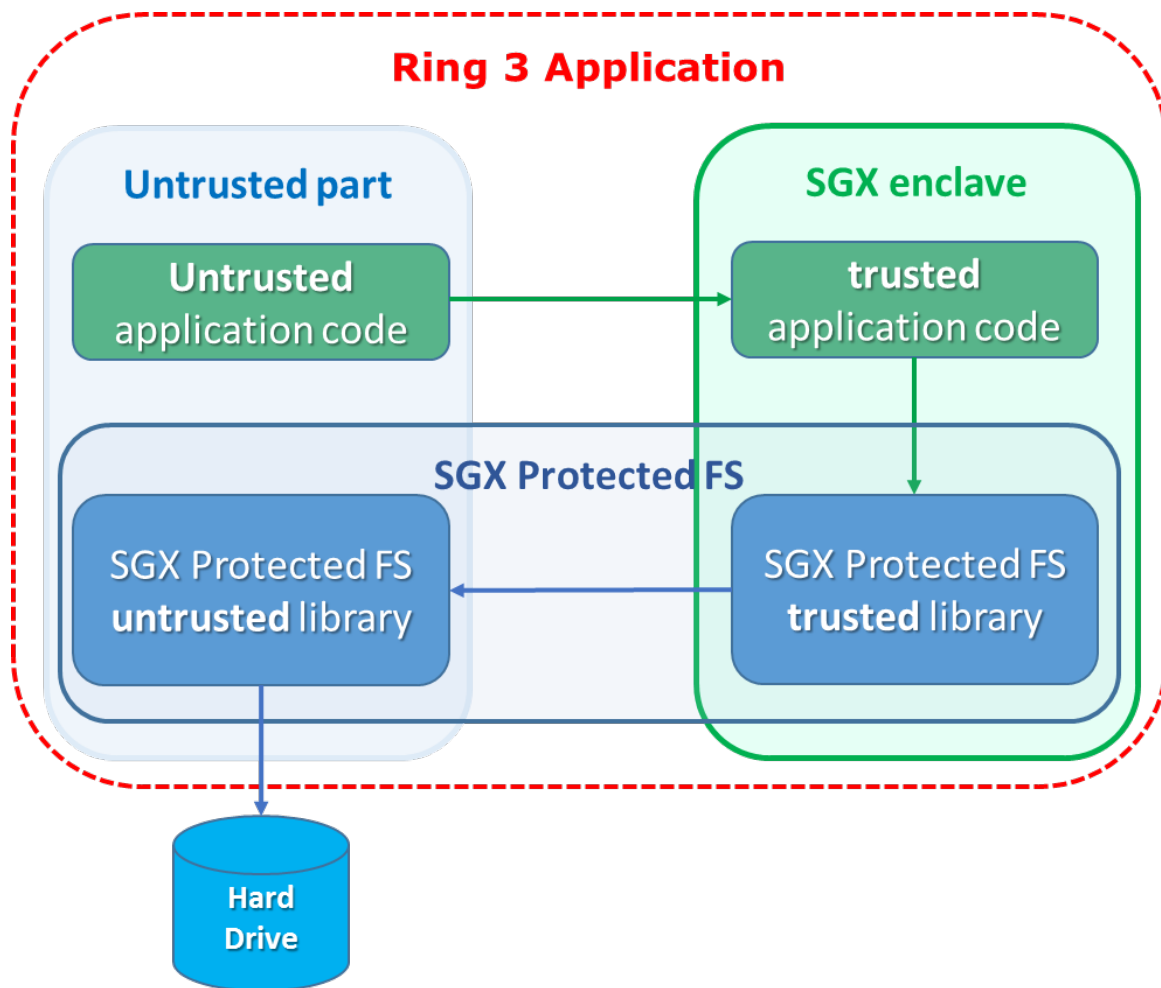 Ring 3 Application
Untrusted part
SGX enclave
Untrusted
application code
trusted
application code
SGX Protected FS
SGX Protected FS
untrusted library
SGX Protected FS
trusted library
Hard
Drive